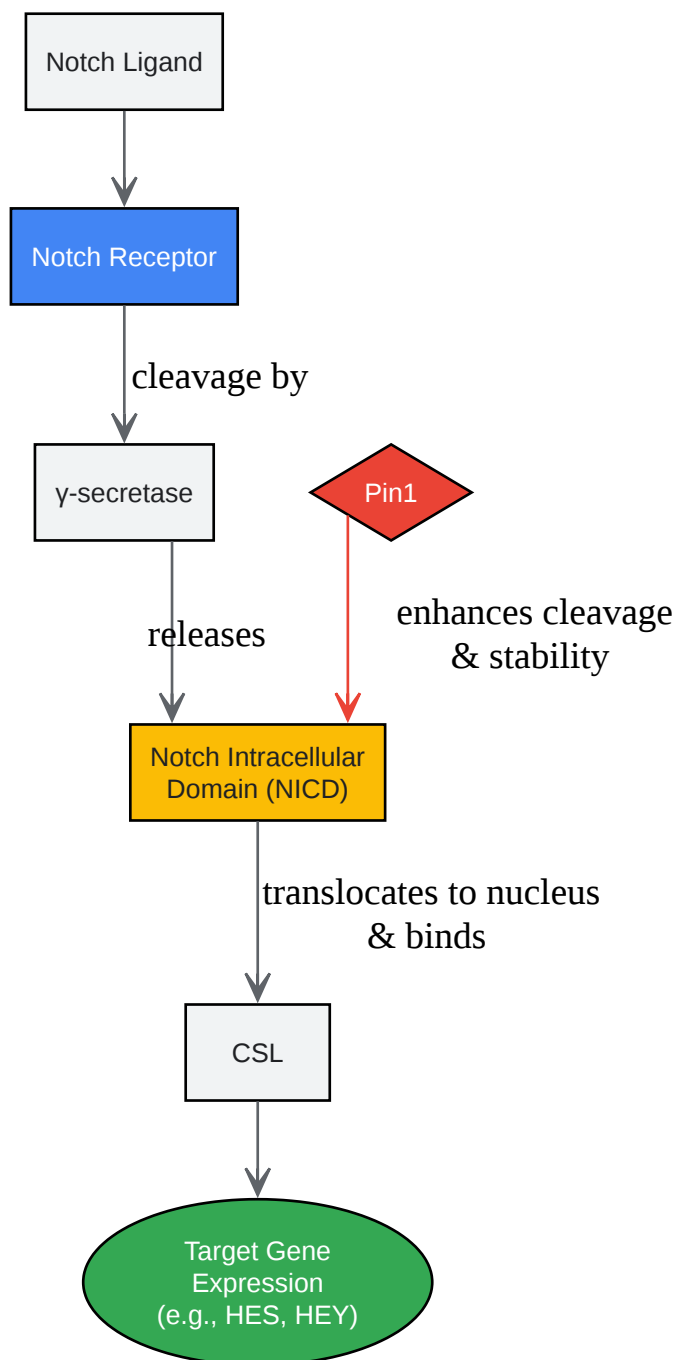 Notch Ligand
Notch Receptor
cleavage by
γ-secretase
Pin1
releases
enhances cleavage
& stability
Notch Intracellular
Domain (NICD)
translocates to nucleus
& binds
CSL
Target Gene
Expression
(e.g., HES, HEY)